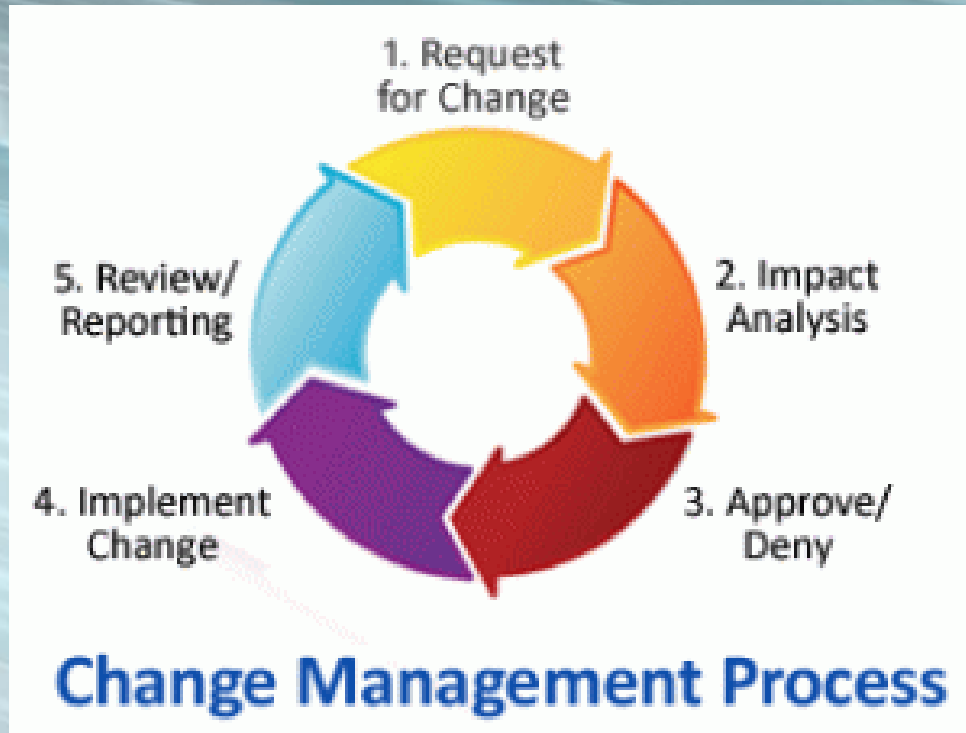 1. Request
for Change
2. Impact
Analysis
3. Approve/
Deny
4. Implement
Change
5. Review/
Reporting
Change Management Process